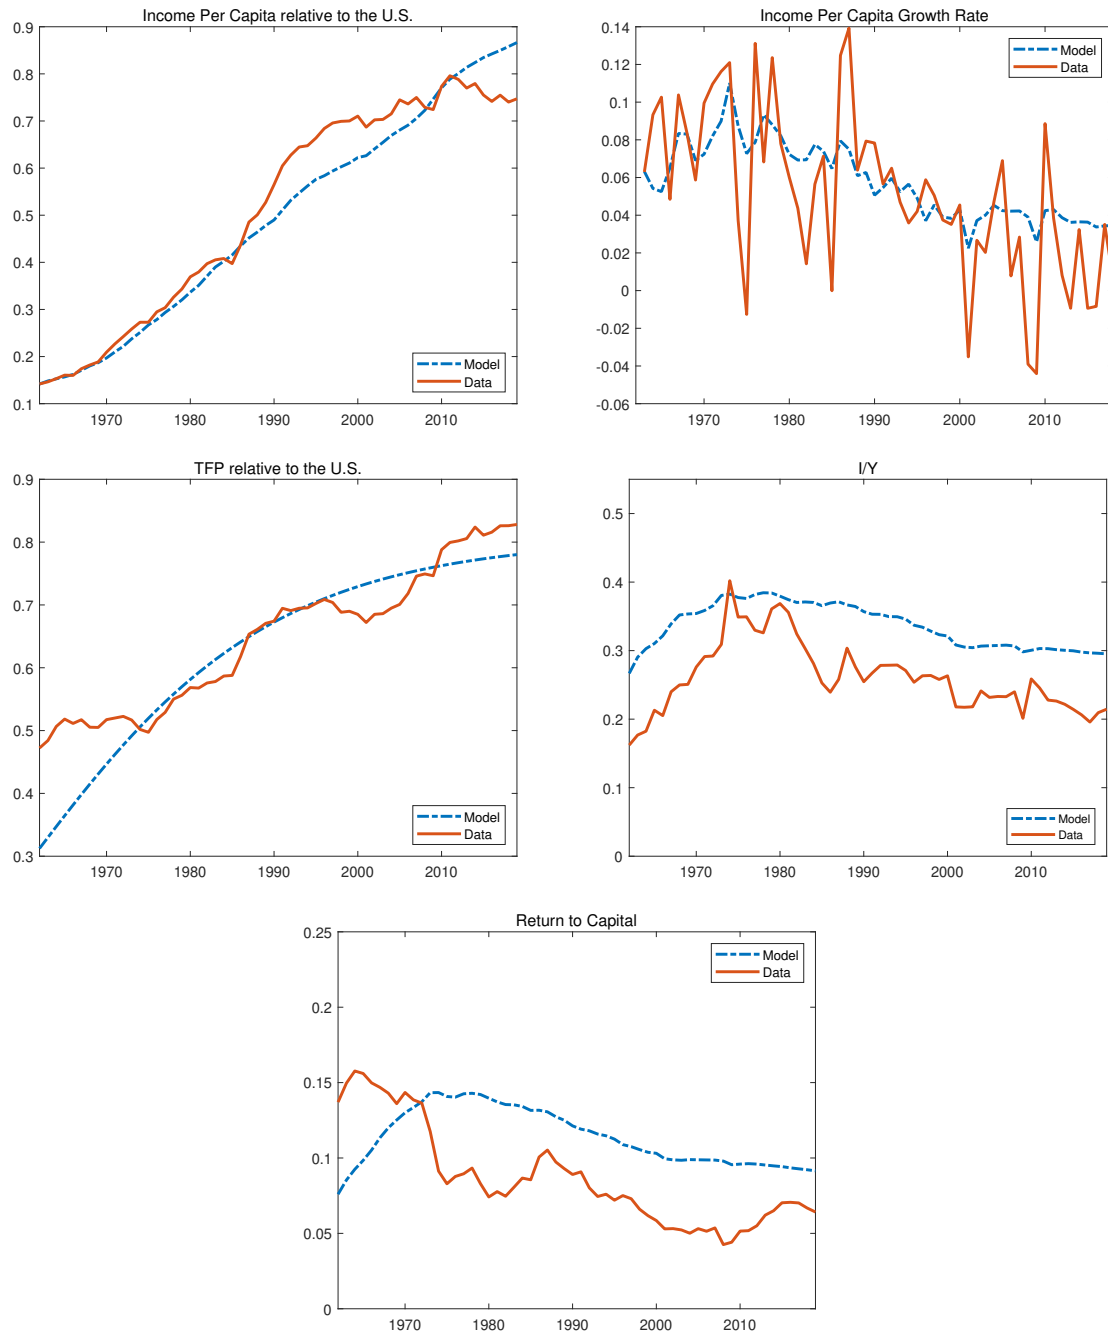 Income Per Capita relative to the U.S.
0.9
0.8
0.7
0.6
0.5
0.4
0.3
0.2
0.1
1970 1980 1990 2000 2010
Model
Data
Income Per Capita Growth Rate
0.14
0.12
0.1
0.08
0.06
0.04
0.02
0
-0.02
-0.04
-0.06
1970 1980 1990 2000 2010
Model
Data
TFP relative to the U.S.
0.9
0.8
0.7
0.6
0.5
0.4
0.3
1970 1980 1990 2000 2010
Model
Data
I/Y
0.5
0.4
0.3
0.2
0.1
0
1970 1980 1990 2000 2010
Model
Data
Return to Capital
0.25
0.2
0.15
0.1
0.05
0
1970 1980 1990 2000 2010
Model
Data